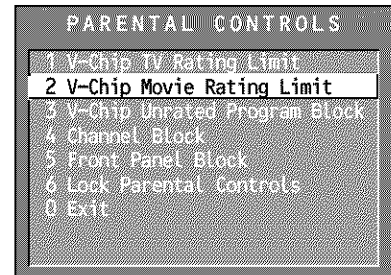 PARENTAL CONTROLS
1 V-Chip TV Rating Limit
2 V-Chip Movie Rating Limit
3 V-Chip Unrated Program Block
4 Channel Block
5 Front Panel Block
6 Lock Parental Controls
0 Exit